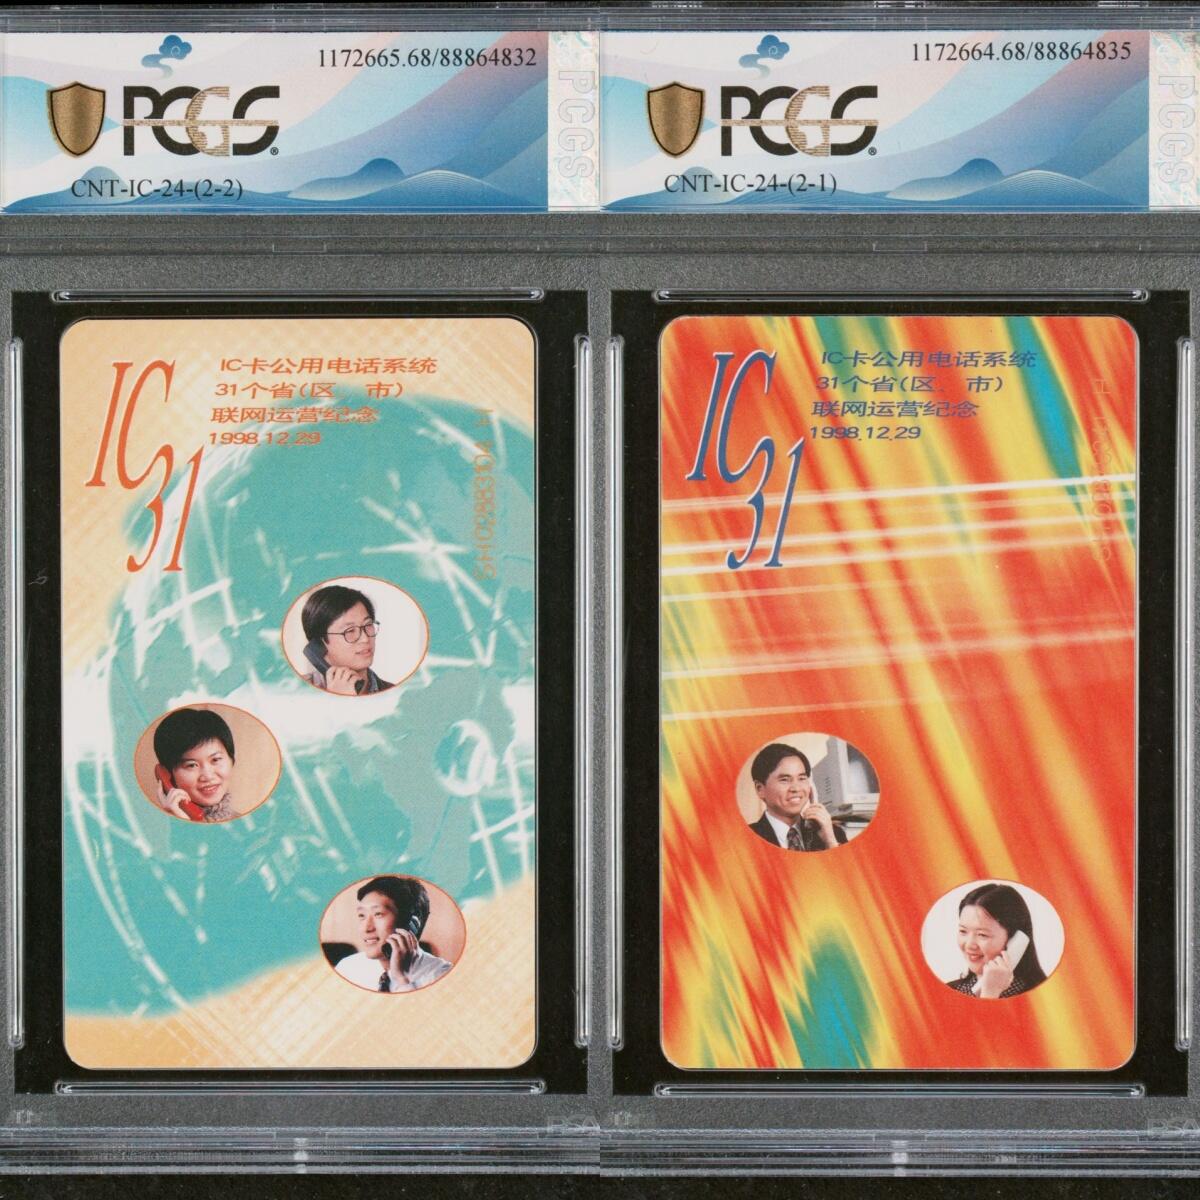 1172665.68/88864832
PCGS
CNT-IC-24-(2-2)
PCGS
IC
31
IC卡公用电话系统
31个省(区、市)
联网运营纪念
1998.12.29
1172664.68/88864835
PCGS
CNT-IC-24-(2-1)
PCGS
IC
31
IC卡公用电话系统
31个省(区、市)
联网运营纪念
1998.12.29